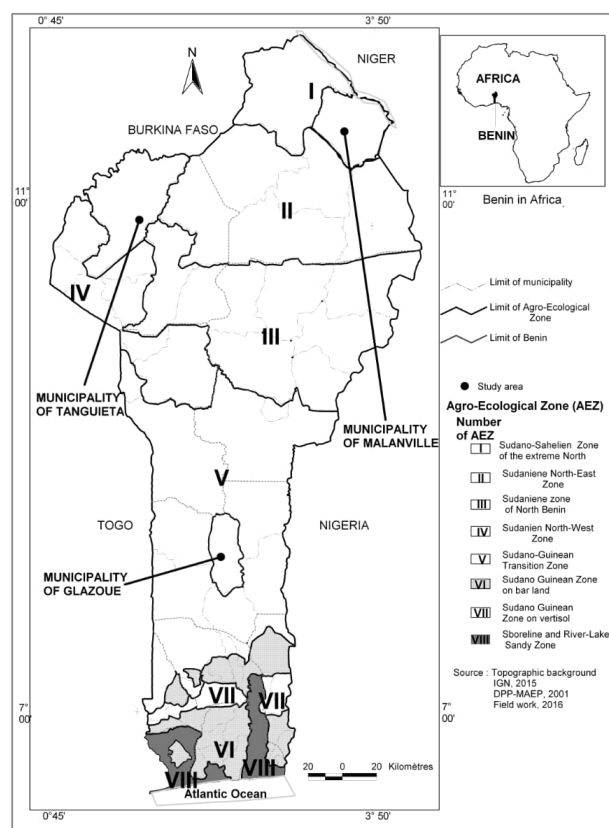 0° 45'
3° 50'
N
NIGER
I
BURKINA FASO
AFRICA
BENIN
11°
00'
11°
00'
Benin in Africa
II
IV
III
Limit of municipality
Limit of Agro-Ecological
Zone
Limit of Benin
Study area
MUNICIPALITY
OF TANGUIETA
MUNICIPALITY
OF MALANVILLE
Agro-Ecological Zone (AEZ)
Number
of AEZ
I Sudano-Sahelien Zone
of the extreme North
II Sudaniene North-East
Zone
III Sudaniene zone
of North Benin
IV Sudanien North-West
Zone
V Sudano-Guinean
Transition Zone
VI Sudano Guinean Zone
on bar land
VII Sudano Guinean
Zone on vertisol
VIII Sboreline and River-Lake
Sandy Zone
V
TOGO
NIGERIA
MUNICIPALITY
OF GLAZOUE
Source : Topographic background
IGN, 2015
DPP-MAEP, 2001
Field work, 2016
VII
VII
7°
00'
7°
00'
VI
VIII
VIII
20 0 20 Kilomètres
Atlantic Ocean
0°45'
3° 50'